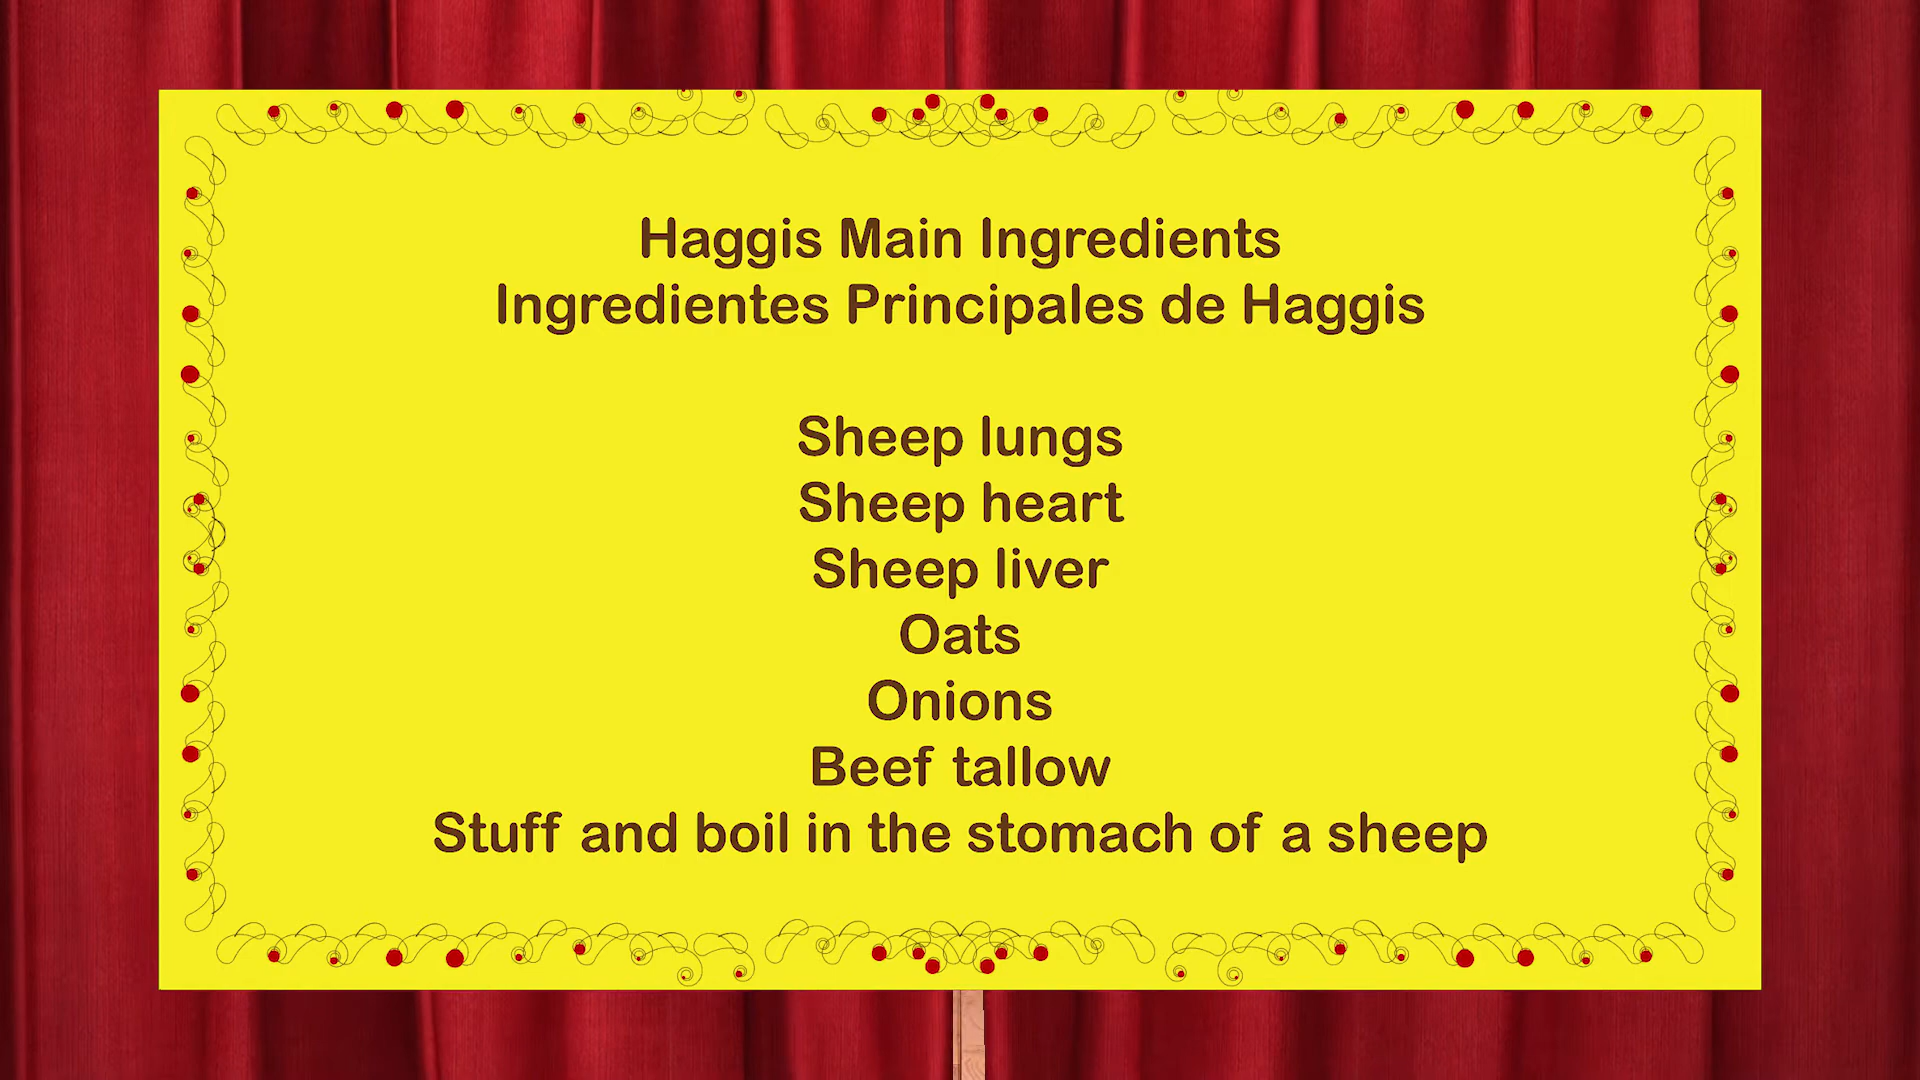 Haggis Main Ingredients
Ingredientes Principales de Haggis
Sheep lungs
Sheep heart
Sheep liver
Oats
Onions
Beef tallow
Stuff and boil in the stomach of a sheep